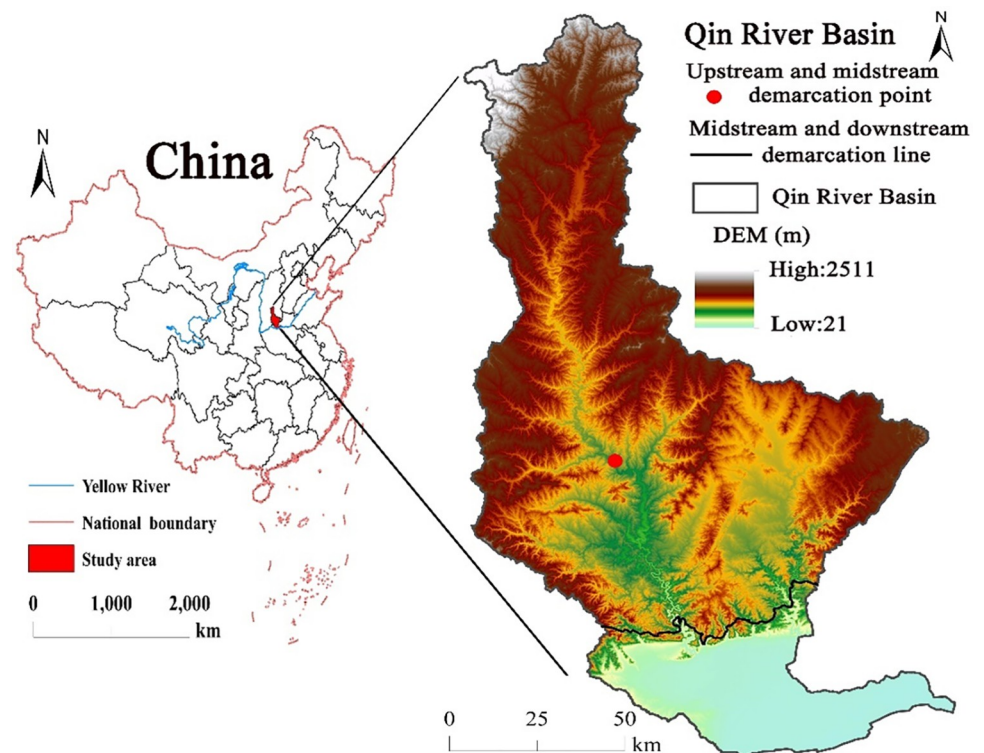 N
China
Yellow River
National boundary
Study area
0 1,000 2,000
km
Qin River Basin
N
Upstream and midstream
demarcation point
Midstream and downstream
demarcation line
Qin River Basin
DEM (m)
High:2511
Low:21
0 25 50
km